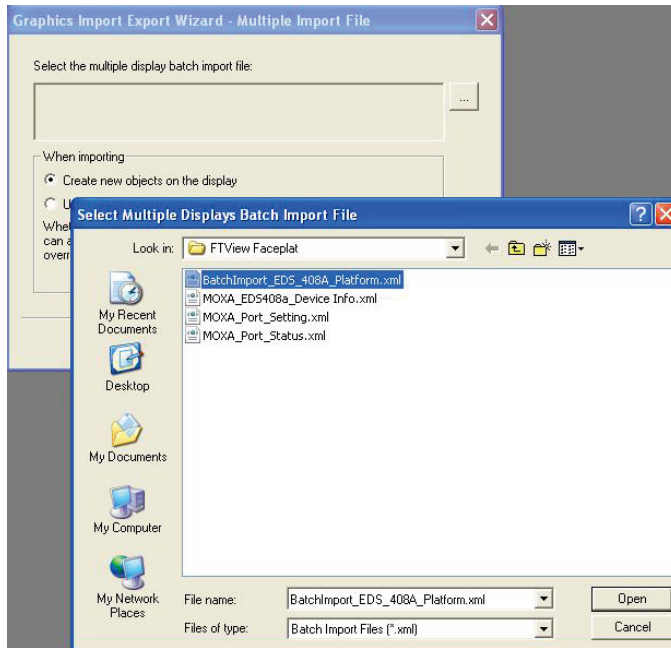 Graphics Import Export Wizard - Multiple Import File
Select the multiple display batch import file:
...
When importing
Create new objects on the display
Select Multiple Displays Batch Import File
Look in:
FTView Faceplat
BatchImport_EDS_408A_Platform.xml
MOXA_EDS408a_Device Info.xml
MOXA_Port_Setting.xml
MOXA_Port_Status.xml
My Recent
Documents
Desktop
My Documents
My Computer
My Network
Places
File name:
BatchImport_EDS_408A_Platform.xml
Open
Files of type:
Batch Import Files (*.xml)
Cancel